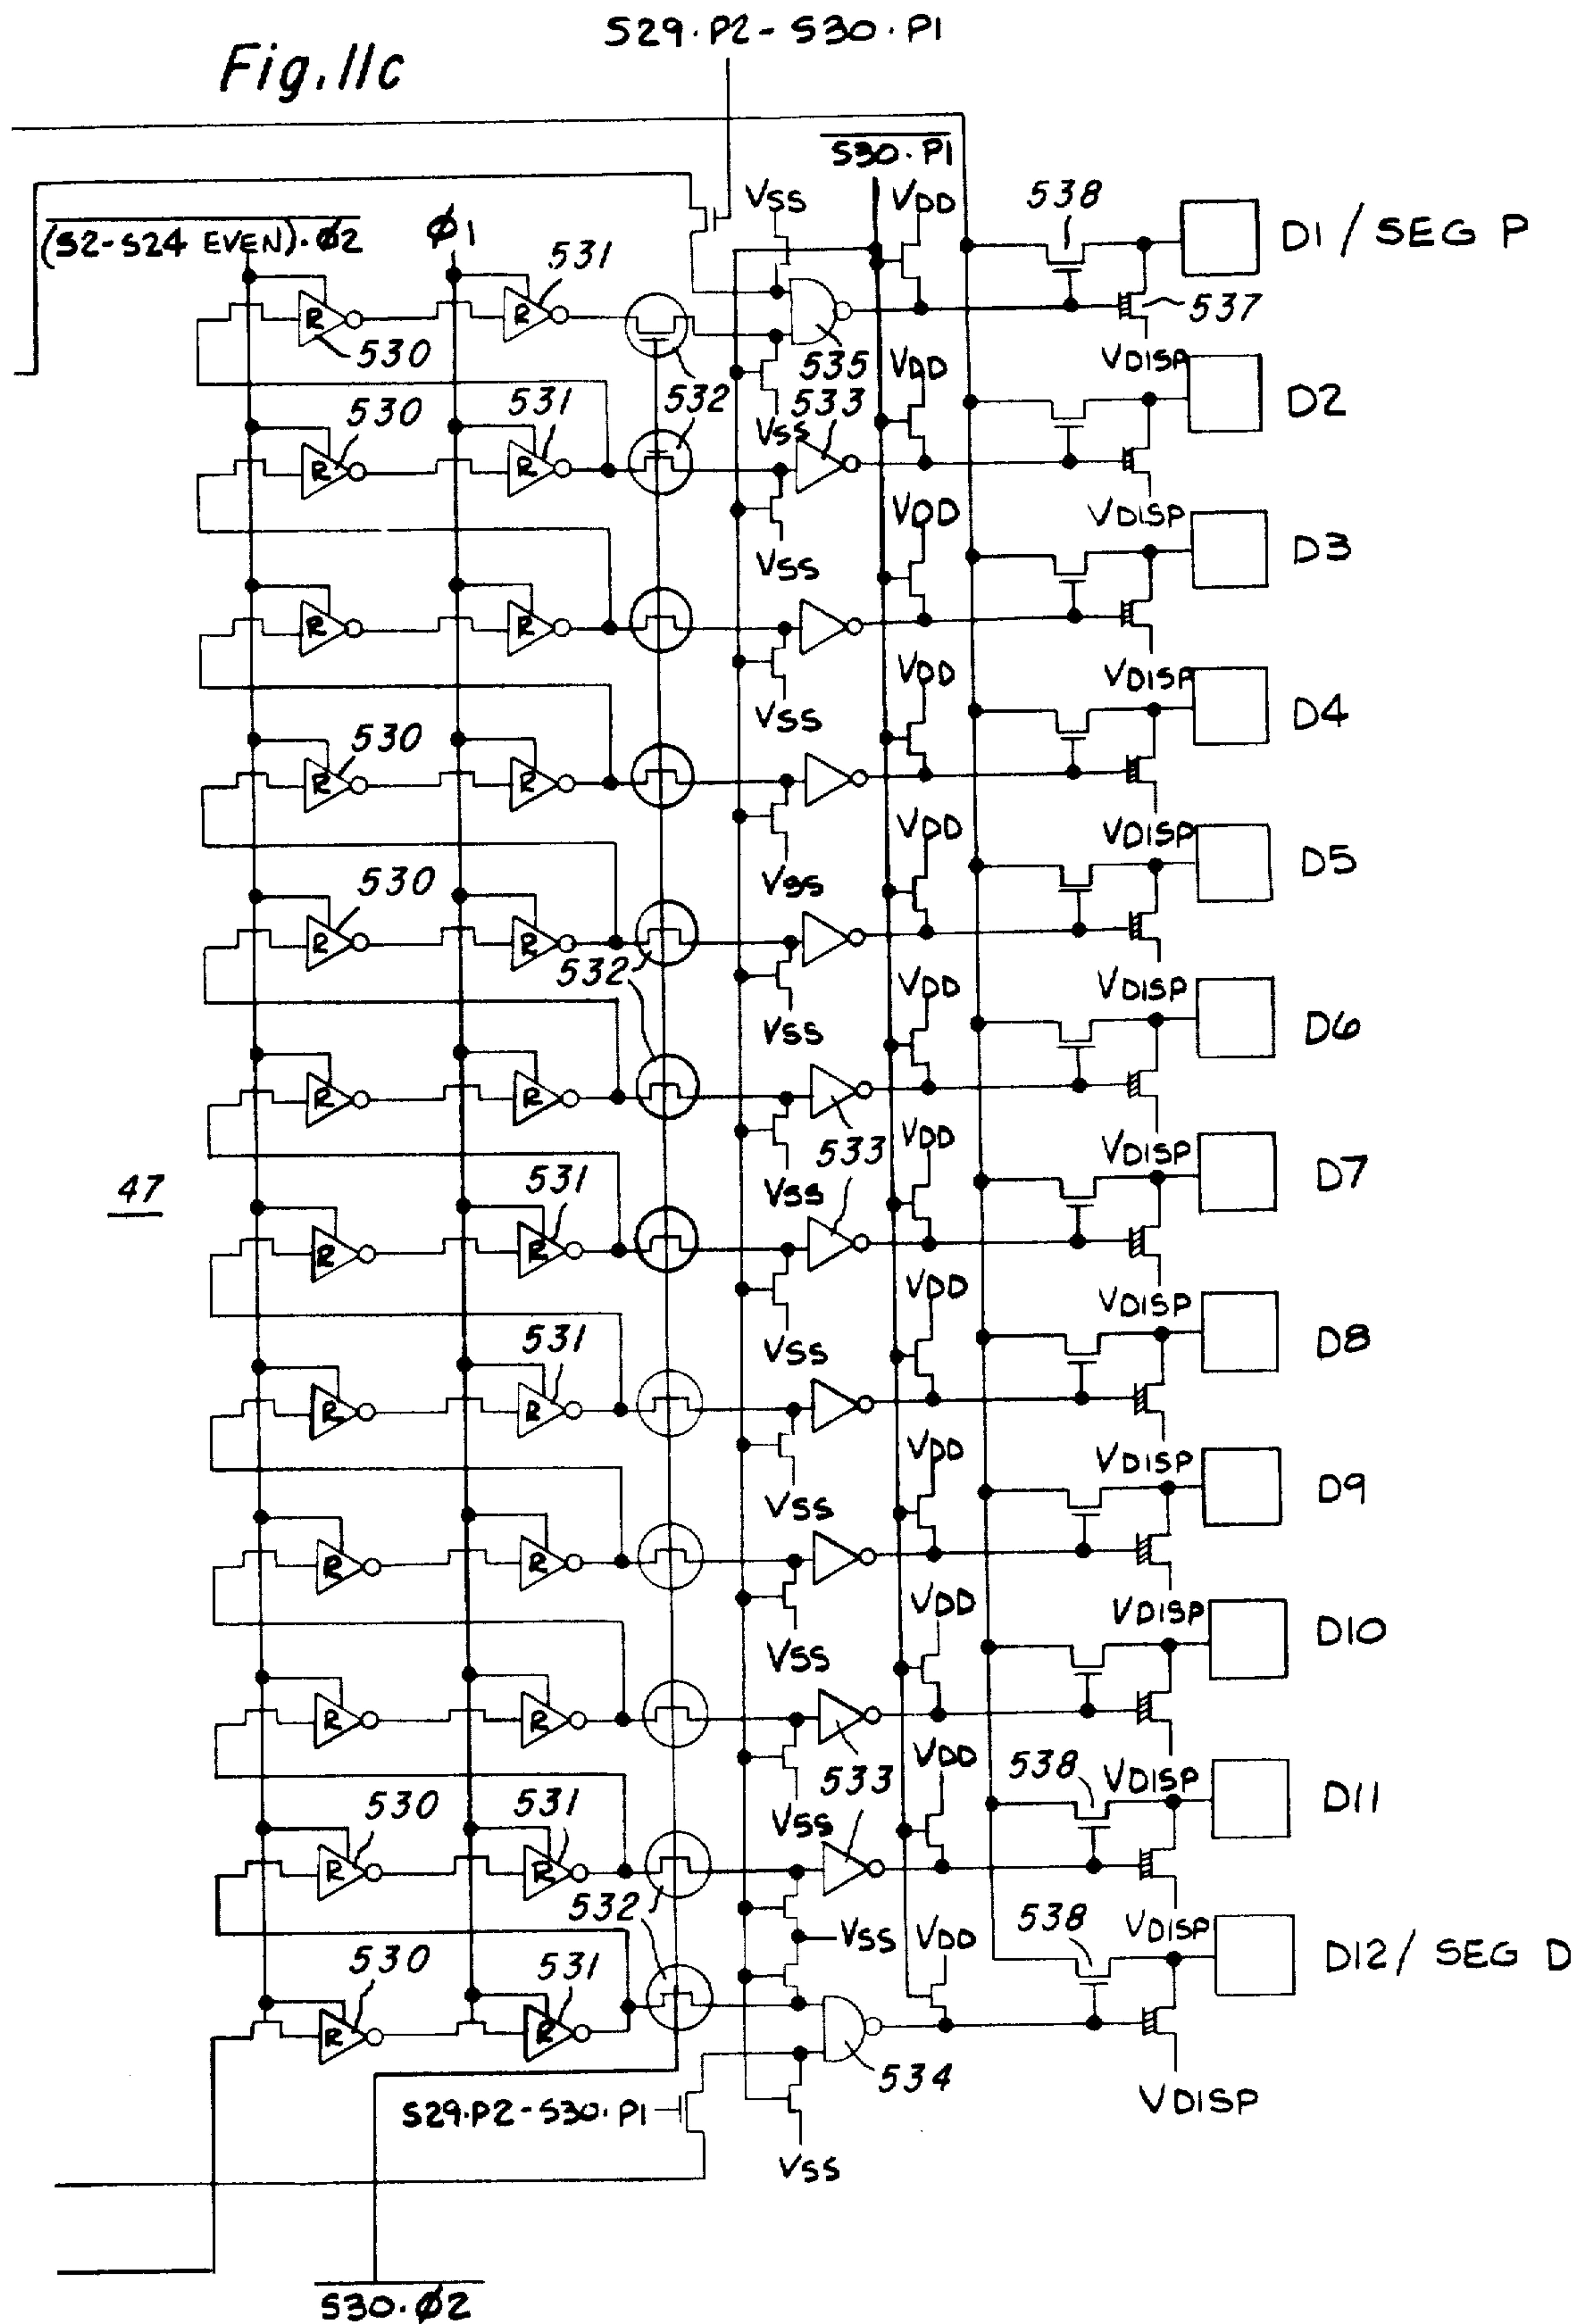 S29·P2-S30·P1
Fig. 11c
S30·P1
VSS
VDD
538
D1 / SEG P
(S2-S24 EVEN)·Ø2
Ø1
531
R
R
530
537
535
VDISP
532
VDD
530
531
533
VSS
D2
R
R
VDD
VDISP
VSS
D3
R
R
VDD
VDISP
VSS
530
D4
R
R
VDD
VDISP
VSS
530
D5
R
R
532
VDD
VDISP
VSS
D6
R
R
533
VDD
VDISP
VSS
47
531
D7
R
R
VDD
VDISP
VSS
531
D8
R
R
VDD
VDISP
VSS
D9
R
R
VDD
VDISP
VSS
D10
R
R
533
VDD
538
VDISP
VSS
530
531
D11
R
R
532
VSS
VDD
538
VDISP
530
531
D12 / SEG D
R
R
534
S29·P2-S30·P1
VDISP
VSS
S30·Ø2